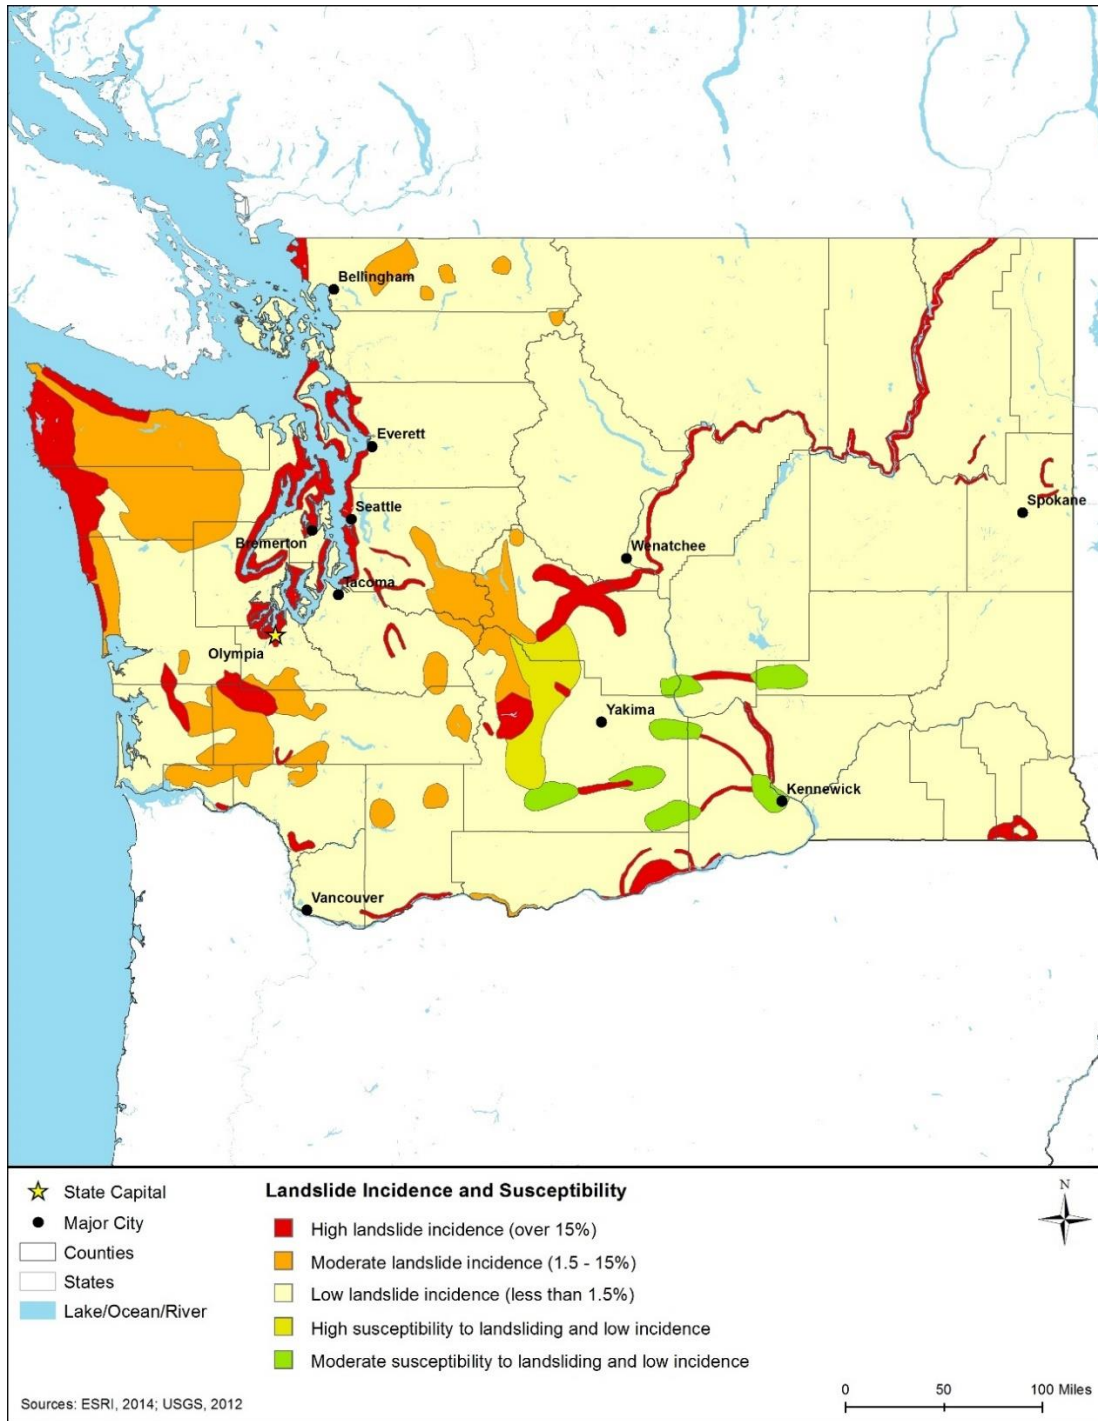 Bellingham
Everett
Seattle
Bremerton
Wenatchee
Spokane
Tacoma
Olympia
Yakima
Kennewick
Vancouver
State Capital
Major City
Counties
States
Lake/Ocean/River
Landslide Incidence and Susceptibility
High landslide incidence (over 15%)
Moderate landslide incidence (1.5 - 15%)
Low landslide incidence (less than 1.5%)
High susceptibility to landsliding and low incidence
Moderate susceptibility to landsliding and low incidence
N
0 50 100 Miles
Sources: ESRI, 2014; USGS, 2012